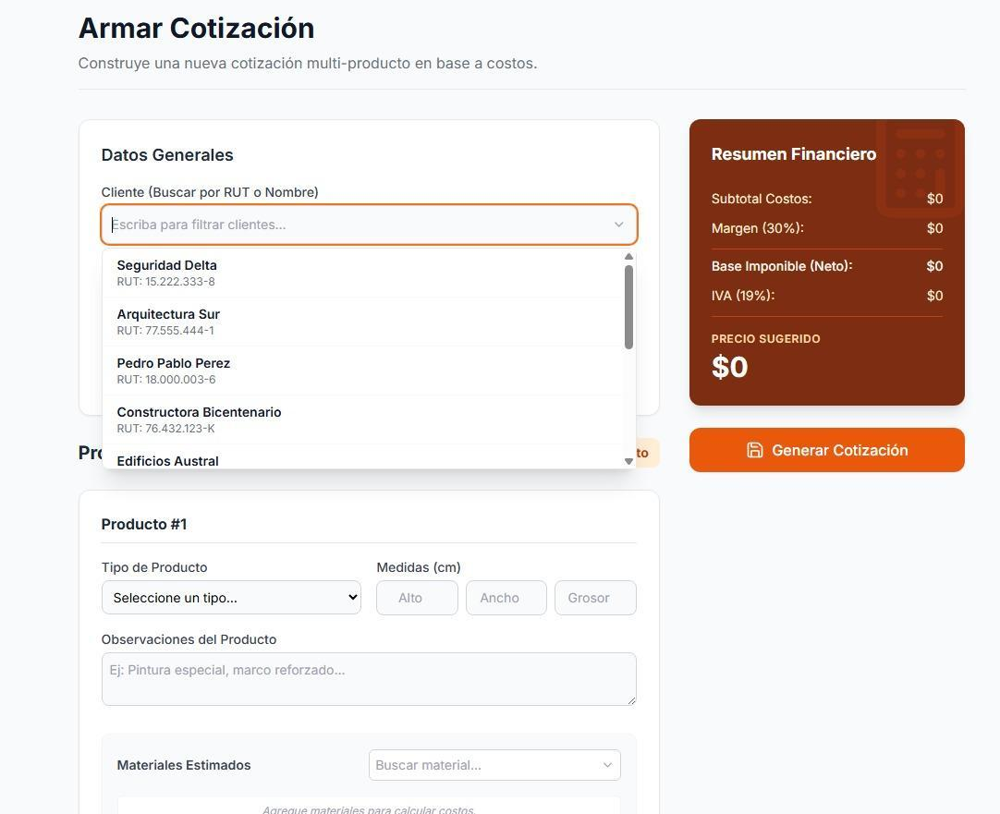 Armar Cotización
Construye una nueva cotización multi-producto en base a costos.
Datos Generales
Cliente (Buscar por RUT o Nombre)
Escriba para filtrar clientes...
Seguridad Delta
RUT: 15.222.333-8
Arquitectura Sur
RUT: 77.555.444-1
Pedro Pablo Perez
RUT: 18.000.003-6
Constructora Bicentenario
RUT: 76.432.123-K
Edificios Austral
Resumen Financiero
Subtotal Costos: $0
Margen (30%): $0
Base Imponible (Neto): $0
IVA (19%): $0
PRECIO SUGERIDO
$0
Generar Cotización
Producto #1
Tipo de Producto
Seleccione un tipo...
Medidas (cm)
Alto Ancho Grosor
Observaciones del Producto
Ej: Pintura especial, marco reforzado...
Materiales Estimados
Buscar material...
Agregue materiales para calcular costos.